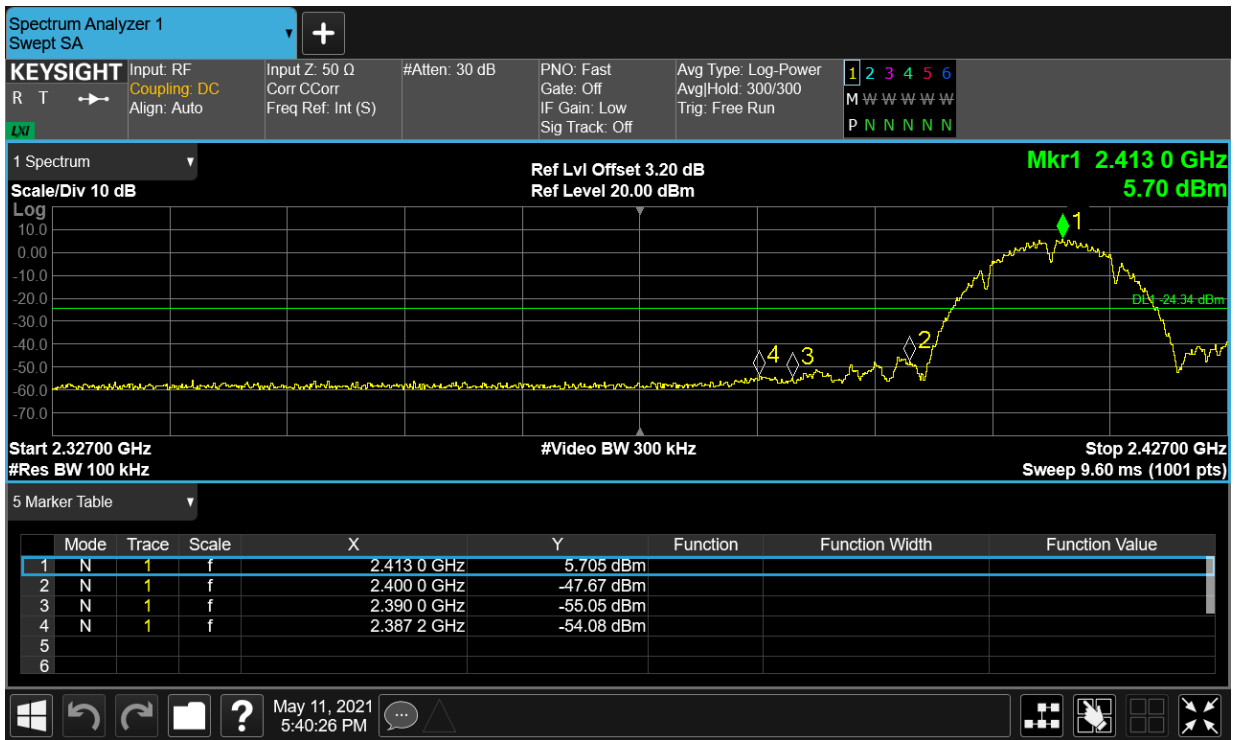 Spectrum Analyzer 1
Swept SA
+
KEYSIGHT
R T
LXI
Input: RF
Coupling: DC
Align: Auto
Input Z: 50 Ω
Corr CCorr
Freq Ref: Int (S)
#Atten: 30 dB
PNO: Fast
Gate: Off
IF Gain: Low
Sig Track: Off
Avg Type: Log-Power
Avg|Hold: 300/300
Trig: Free Run
1 2 3 4 5 6
M W W W W W
P N N N N N
1 Spectrum
Scale/Div 10 dB
Ref Lvl Offset 3.20 dB
Ref Level 20.00 dBm
Mkr1 2.413 0 GHz
5.70 dBm
Log
10.0
0.00
-10.0
-20.0
-30.0
-40.0
-50.0
-60.0
-70.0
1
DL1 -24.34 dBm
2
4
3
Start 2.32700 GHz
#Res BW 100 kHz
#Video BW 300 kHz
Stop 2.42700 GHz
Sweep 9.60 ms (1001 pts)
5 Marker Table
Mode Trace Scale X Y Function Function Width Function Value
1 N 1 f 2.413 0 GHz 5.705 dBm
2 N 1 f 2.400 0 GHz -47.67 dBm
3 N 1 f 2.390 0 GHz -55.05 dBm
4 N 1 f 2.387 2 GHz -54.08 dBm
5
6
?
May 11, 2021
5:40:26 PM